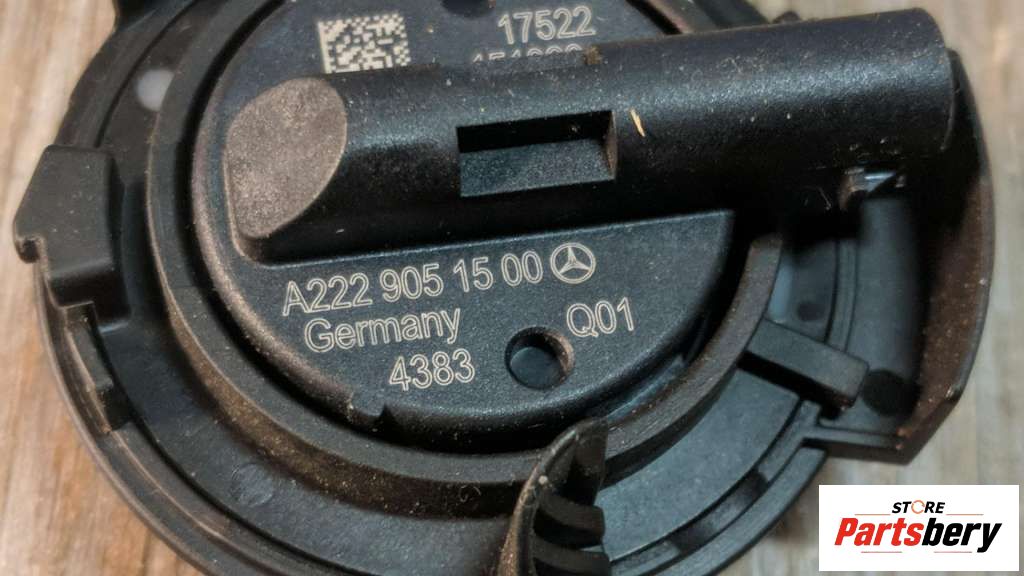 17522
A222 905 15 00
Germany Q01
4383
STORE
Partsbery